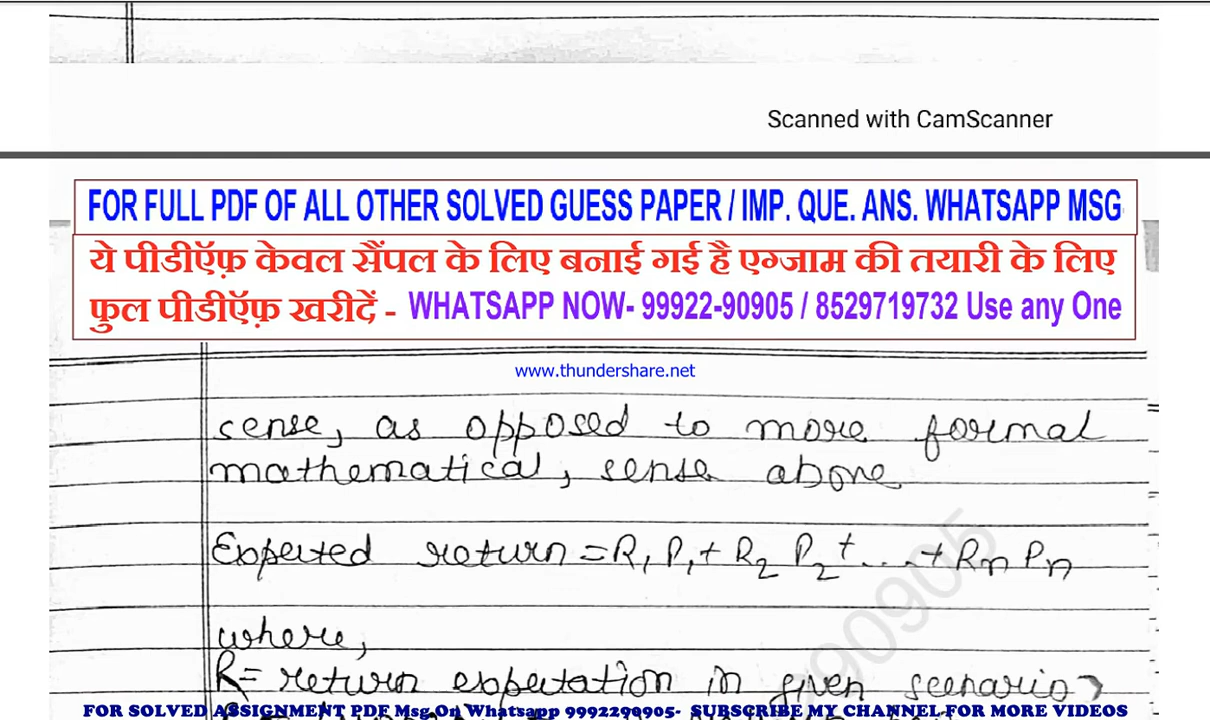 Scanned with CamScanner
FOR FULL PDF OF ALL OTHER SOLVED GUESS PAPER / IMP. QUE. ANS. WHATSAPP MSG
ये पीडीऍफ़ केवल सैंपल के लिए बनाई गई है एग्जाम की तयारी के लिए
फुल पीडीऍफ़ खरीदें - WHATSAPP NOW- 99922-90905 / 8529719732 Use any One
www.thundershare.net
sense, as opposed to more formal
mathematical, sense above
Expected return = R1 P1 + R2 P2 + ... + Rn Pn
where,
R = return expectation in given scenario
90905
FOR SOLVED ASSIGNMENT PDF Msg On Whatsapp 9992290905- SUBSCRIBE MY CHANNEL FOR MORE VIDEOS